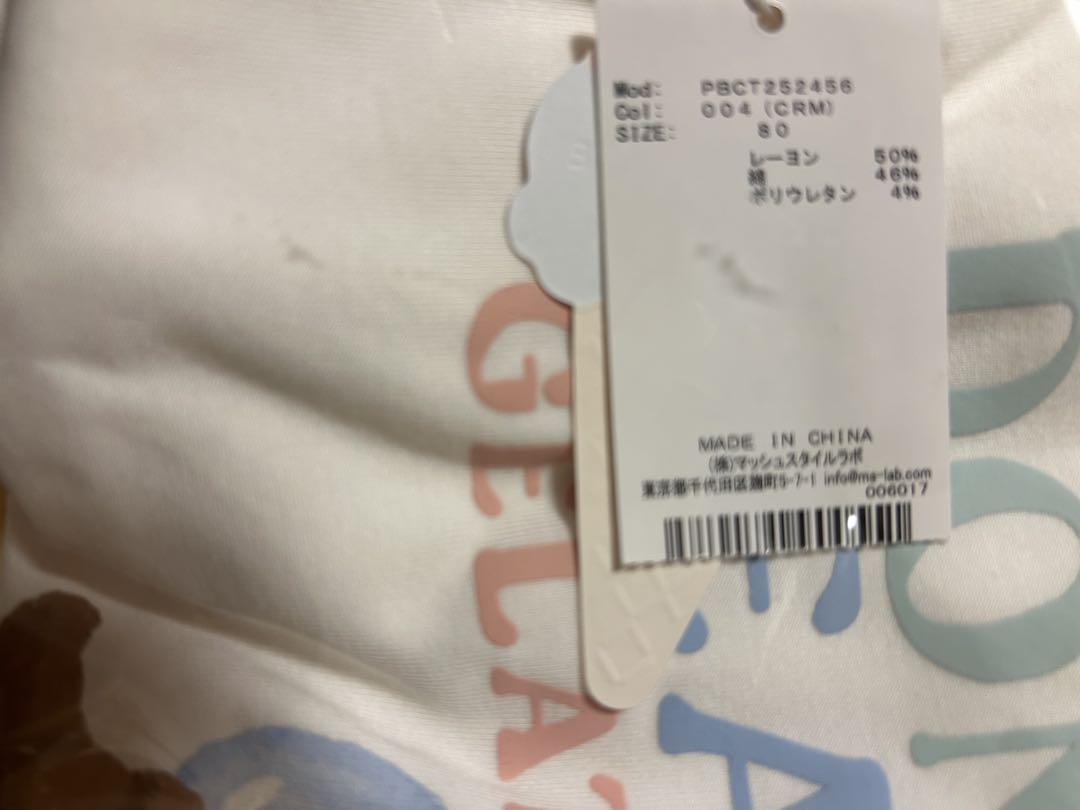 Mod: PBCT252456
Col: 004 (CRM)
SIZE: 80
レーヨン 50%
綿 46%
ポリウレタン 4%
MADE IN CHINA
(株)マッシュスタイルラボ
東京都千代田区麹町5-7-1 info@ma-lab.com
006017
GELAT
DOM